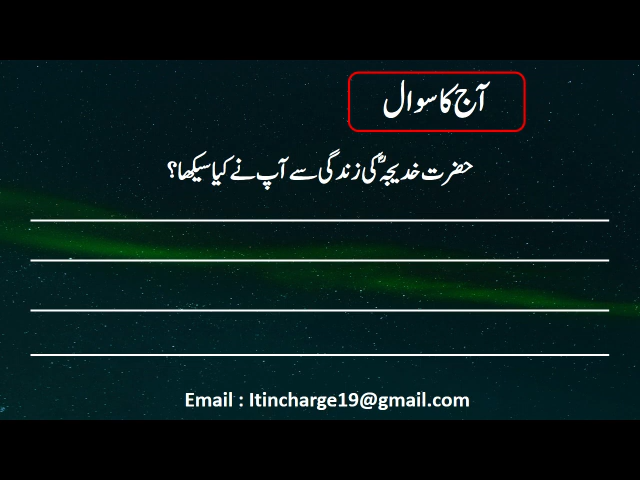 آج کا سوال
حضرت خدیجہؓ کی زندگی سے آپ نے کیا سیکھا؟
Email : Itincharge19@gmail.com